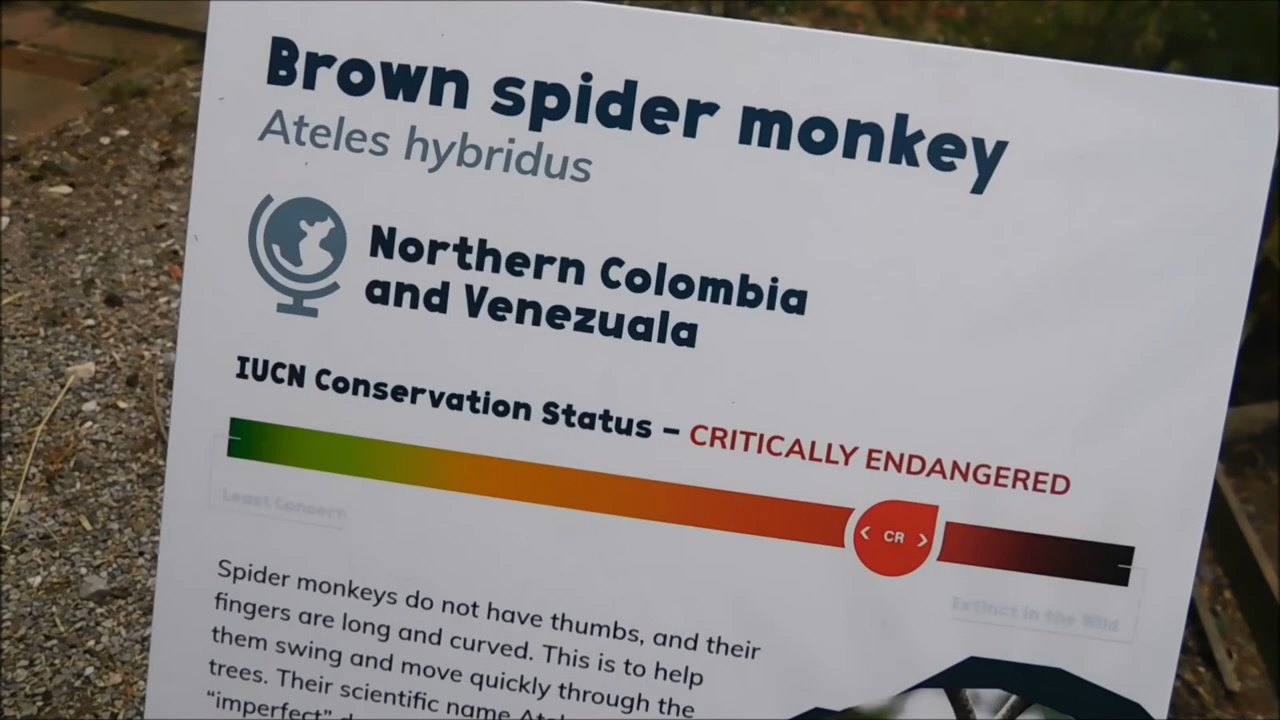 Brown spider monkey
Ateles hybridus
Northern Colombia
and Venezuala
IUCN Conservation Status – CRITICALLY ENDANGERED
< CR >
Least Concern
Extinct in the Wild
Spider monkeys do not have thumbs, and their
fingers are long and curved. This is to help
them swing and move quickly through the
trees. Their scientific name
"imperfect"